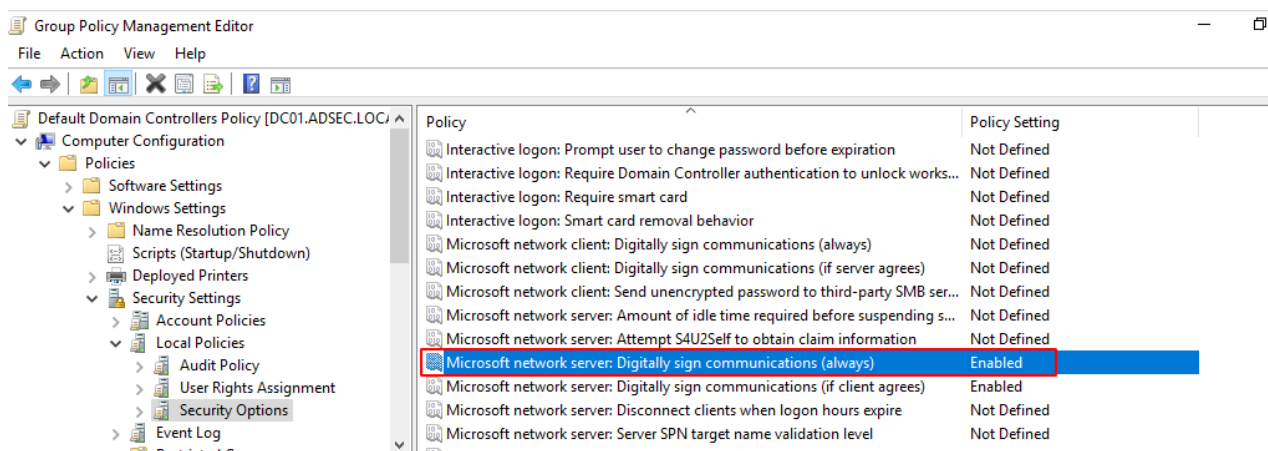 Group Policy Management Editor
File Action View Help
Default Domain Controllers Policy [DC01.ADSEC.LOCA
Computer Configuration
Policies
Software Settings
Windows Settings
Name Resolution Policy
Scripts (Startup/Shutdown)
Deployed Printers
Security Settings
Account Policies
Local Policies
Audit Policy
User Rights Assignment
Security Options
Event Log
Policy Policy Setting
Interactive logon: Prompt user to change password before expiration Not Defined
Interactive logon: Require Domain Controller authentication to unlock works... Not Defined
Interactive logon: Require smart card Not Defined
Interactive logon: Smart card removal behavior Not Defined
Microsoft network client: Digitally sign communications (always) Not Defined
Microsoft network client: Digitally sign communications (if server agrees) Not Defined
Microsoft network client: Send unencrypted password to third-party SMB ser... Not Defined
Microsoft network server: Amount of idle time required before suspending s... Not Defined
Microsoft network server: Attempt S4U2Self to obtain claim information Not Defined
Microsoft network server: Digitally sign communications (always) Enabled
Microsoft network server: Digitally sign communications (if client agrees) Enabled
Microsoft network server: Disconnect clients when logon hours expire Not Defined
Microsoft network server: Server SPN target name validation level Not Defined